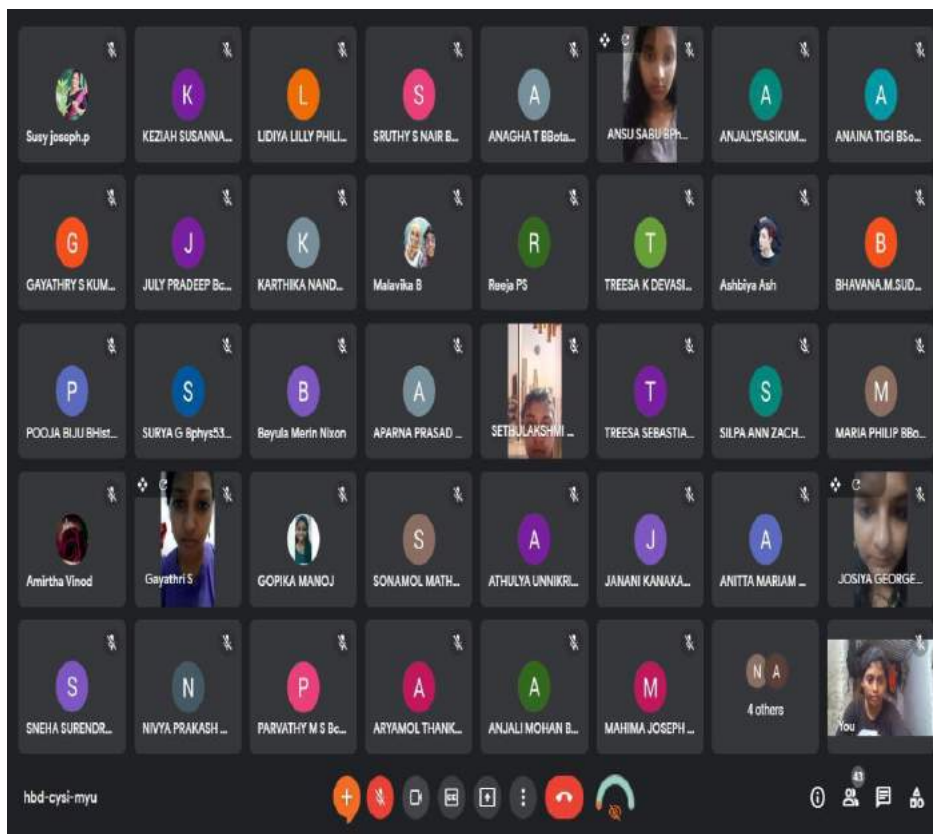 Susy joseph.p
K
KEZIAH SUSANNA...
L
LIDIYA LILLY PHILI...
S
SRUTHY S NAIR B...
A
ANAGHA T BBota...
ANSU SABU BPh...
A
ANJALYSASIKUM...
A
ANAINA TIGI BSo...
G
GAYATHRY S KUM...
J
JULY PRADEEP Bc...
K
KARTHIKA NAND...
Malavika B
R
Reeja PS
T
TREESA K DEVASI...
Ashbiya Ash
B
BHAVANA.M.SUD...
P
POOJA BIJU BHist...
S
SURYA G Bphys53...
B
Beyula Merin Nixon
A
APARNA PRASAD ...
SETHULAKSHMI ...
T
TREESA SEBASTIA...
S
SILPA ANN ZACH...
M
MARIA PHILIP BBo...
Amirtha Vinod
Gayathri S
GOPIKA MANOJ
S
SONAMOL MATH...
A
ATHULYA UNNIKRI...
J
JANANI KANAKA...
A
ANITTA MARIAM ...
JOSIYA GEORGE...
S
SNEHA SURENDR...
N
NIVYA PRAKASH ...
P
PARVATHY M S Bc...
A
ARYAMOL THANK...
A
ANJALI MOHAN B...
M
MAHIMA JOSEPH ...
N A
4 others
You
hbd-cysi-myu
43